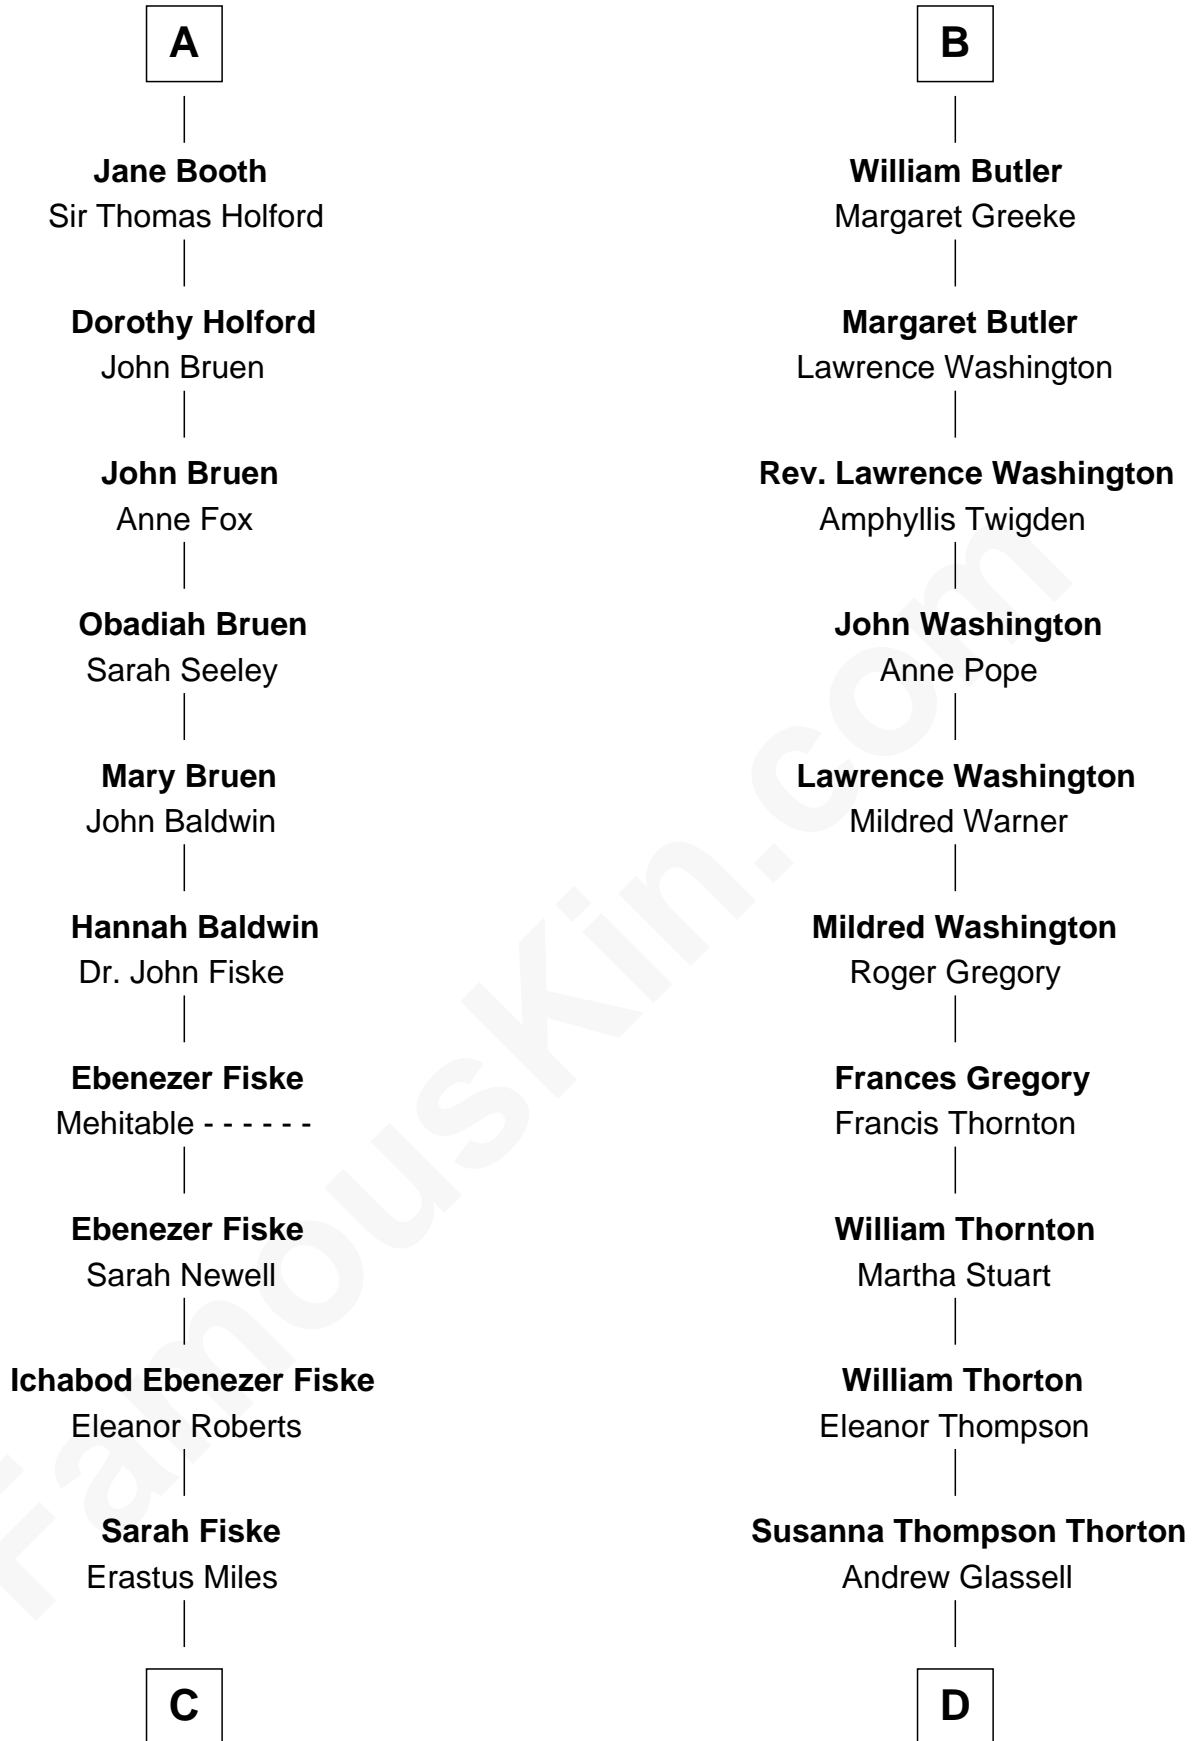 A
Jane Booth
Sir Thomas Holford
Dorothy Holford
John Bruen
John Bruen
Anne Fox
Obadiah Bruen
Sarah Seeley
Mary Bruen
John Baldwin
Hannah Baldwin
Dr. John Fiske
Ebenezer Fiske
Mehitable - - - - - -
Ebenezer Fiske
Sarah Newell
Ichabod Ebenezer Fiske
Eleanor Roberts
Sarah Fiske
Erastus Miles
C
B
William Butler
Margaret Greeke
Margaret Butler
Lawrence Washington
Rev. Lawrence Washington
Amphyllis Twigden
John Washington
Anne Pope
Lawrence Washington
Mildred Warner
Mildred Washington
Roger Gregory
Frances Gregory
Francis Thornton
William Thornton
Martha Stuart
William Thorton
Eleanor Thompson
Susanna Thompson Thorton
Andrew Glassell
D
FamousKin.com